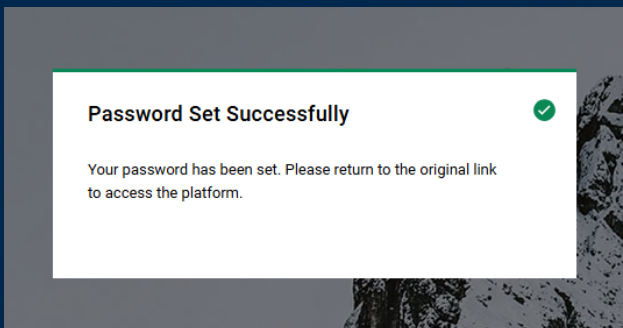 Password Set Successfully
Your password has been set. Please return to the original link
to access the platform.